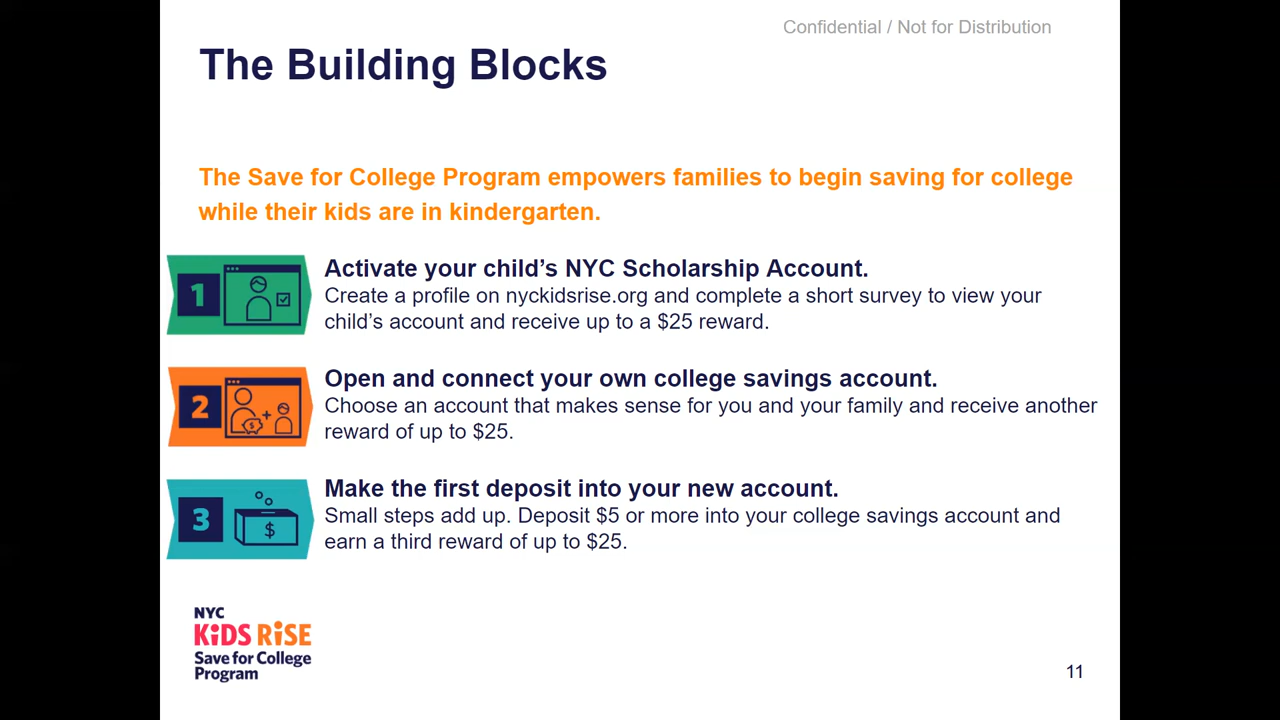 Confidential / Not for Distribution
The Building Blocks
The Save for College Program empowers families to begin saving for college
while their kids are in kindergarten.
1
Activate your child’s NYC Scholarship Account.
Create a profile on nyckidsrise.org and complete a short survey to view your
child’s account and receive up to a $25 reward.
2
$
+
Open and connect your own college savings account.
Choose an account that makes sense for you and your family and receive another
reward of up to $25.
3
$
Make the first deposit into your new account.
Small steps add up. Deposit $5 or more into your college savings account and
earn a third reward of up to $25.
NYC
KiDS RiSE
Save for College
Program
11